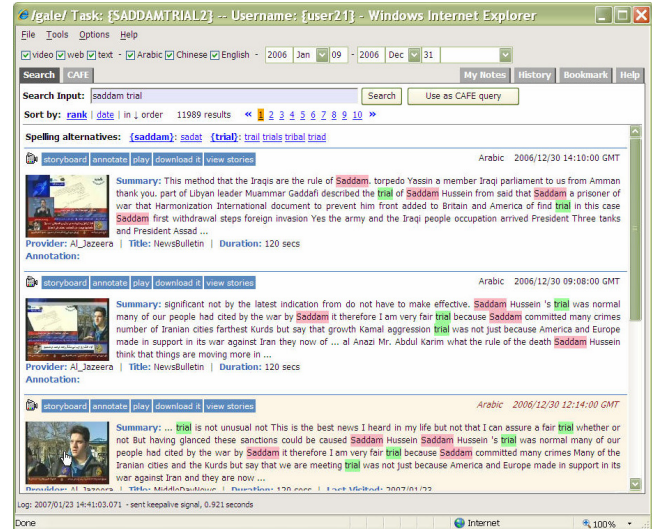 /gale/ Task: {SADDAMTRIAL2} -- Username: {user21} - Windows Internet Explorer
File Tools Options Help
video web text - Arabic Chinese English - 2006 Jan 09 - 2006 Dec 31
Search CAFE My Notes History Bookmark Help
Search Input: saddam trial Search Use as CAFE query
Sort by: rank | date | in ↓ order 11989 results « 1 2 3 4 5 6 7 8 9 10 »
Spelling alternatives: {saddam}: sadat {trial}: trail trials tribal triad
storyboard annotate play download it view stories Arabic 2006/12/30 14:10:00 GMT
Summary: This method that the Iraqis are the rule of Saddam. torpedo Yassin a member Iraqi parliament to us from Amman
thank you. part of Libyan leader Muammar Gaddafi described the trial of Saddam Hussein from said that Saddam a prisoner of
war that Harmonization International document to prevent him front added to Britain and America of find trial in this case
Saddam first withdrawal steps foreign invasion Yes the army and the Iraqi people occupation arrived President Three tanks
and President Assad ...
Provider: Al_Jazeera | Title: NewsBulletin | Duration: 120 secs
Annotation:
storyboard annotate play download it view stories Arabic 2006/12/30 09:08:00 GMT
Summary: significant not by the latest indication from do not have to make effective. Saddam Hussein 's trial was normal
many of our people had cited by the war by Saddam it therefore I am very fair trial because Saddam committed many crimes
number of Iranian cities farthest Kurds but say that growth Kamal aggression trial was not just because America and Europe
made in support in its war against Iran they now of ... al Anazi Mr. Abdul Karim what the rule of the death Saddam Hussein
think that things are moving more in ...
Provider: Al_Jazeera | Title: NewsBulletin | Duration: 120 secs
Annotation:
storyboard annotate play download it view stories Arabic 2006/12/30 12:14:00 GMT
Summary: ... trial is not unusual not This is the best news I heard in my life but not that I can assure a fair trial whether or
not But having glanced these sanctions could be caused Saddam Hussein Saddam Hussein 's trial was normal many of our
people had cited by the war by Saddam it therefore I am very fair trial because Saddam committed many crimes Many of the
Iranian cities and the Kurds but say that we are meeting trial was not just because America and Europe made in support in its
war against Iran and they are now ...
Provider: Al_Jazeera | Title: MiddleDayNews | Duration: 120 secs | Last Visited: 2007/01/23
Log: 2007/01/23 14:41:03.071 - sent keepalive signal, 0.921 seconds
Done Internet 100%